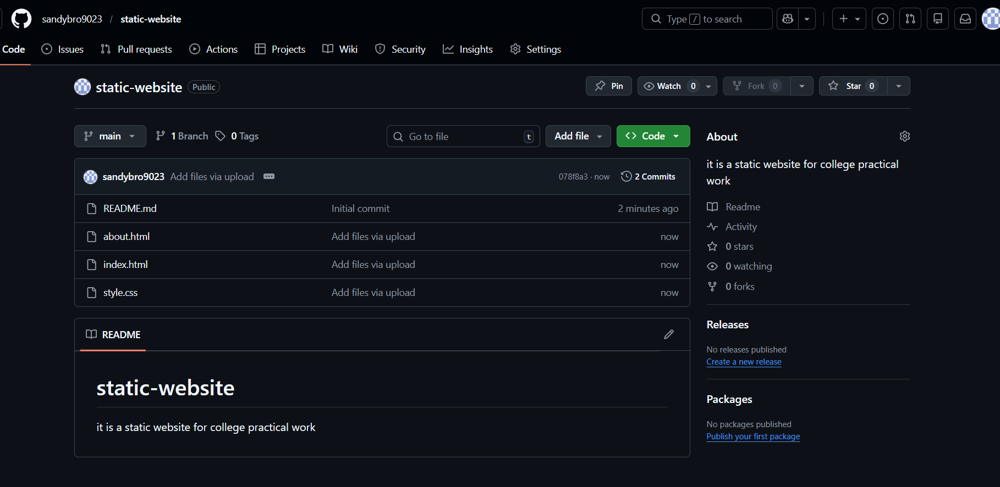 sandybro9023 / static-website
Type / to search
Code Issues Pull requests Actions Projects Wiki Security Insights Settings
static-website Public
Pin Watch 0 Fork 0 Star 0
main 1 Branch 0 Tags
Go to file t Add file Code
sandybro9023 Add files via upload 078f8a3 · now 2 Commits
README.md Initial commit 2 minutes ago
about.html Add files via upload now
index.html Add files via upload now
style.css Add files via upload now
README
static-website
it is a static website for college practical work
About
it is a static website for college practical
work
Readme
Activity
0 stars
0 watching
0 forks
Releases
No releases published
Create a new release
Packages
No packages published
Publish your first package